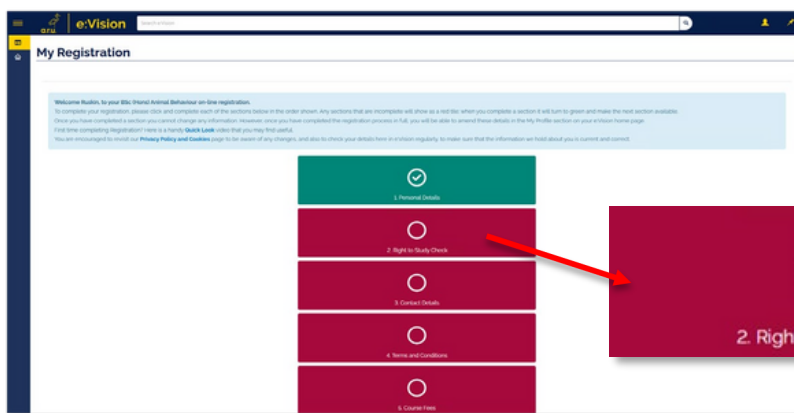 a.r.u.
e:Vision
Search e:Vision
My Registration
Welcome Ruskin, to your BSc (Hons) Animal Behaviour on-line registration.
To complete your registration, please click and complete each of the sections below in the order shown. Any sections that are incomplete will show as a red tile; when you complete a section it will turn to green and make the next section available.
Once you have completed a section you cannot change any information. However, once you have completed the registration process in full, you will be able to amend these details in the My Profile section on your e:Vision home page.
First time completing Registration? Here is a handy Quick Look video that you may find useful.
You are encouraged to revisit our Privacy Policy and Cookies page to be aware of any changes, and also to check your details here in e:Vision regularly, to make sure that the information we hold about you is current and correct.
1. Personal Details
2. Right to Study Check
3. Contact Details
4. Terms and Conditions
5. Course Fees
2. Righ